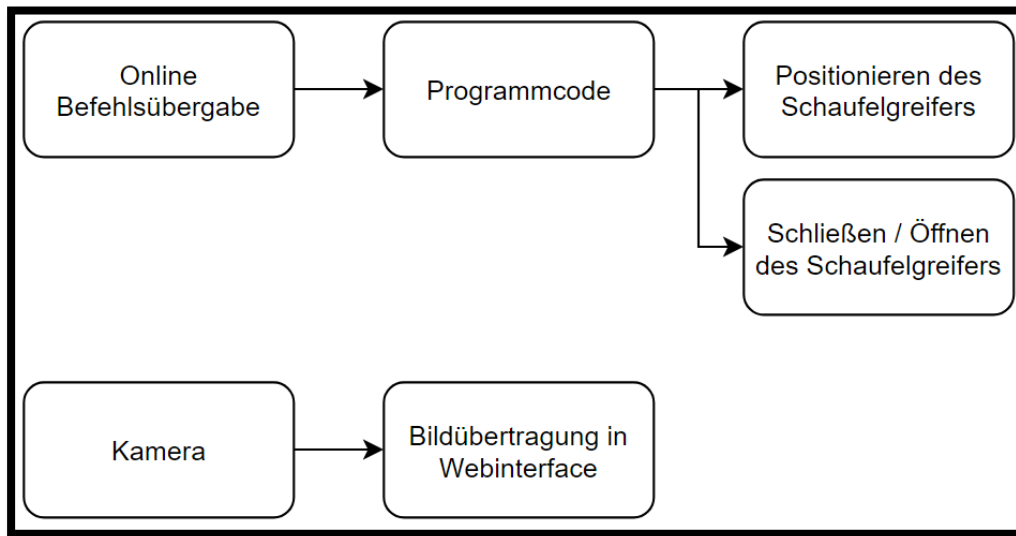 Online
Befehlsübergabe
Programmcode
Positionieren des
Schaufelgreifers
Schließen / Öffnen
des Schaufelgreifers
Kamera
Bildübertragung in
Webinterface